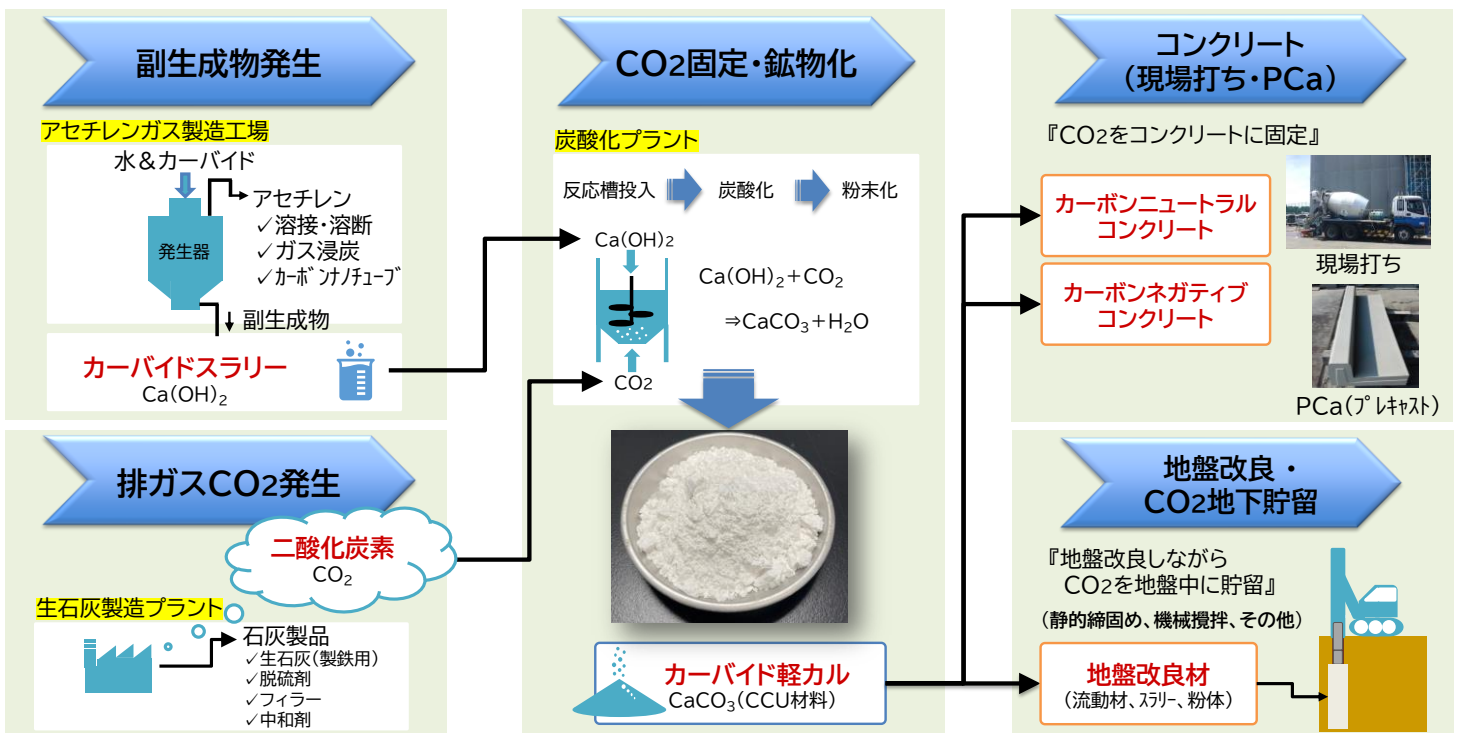 副生成物発生
アセチレンガス製造工場
水＆カーバイド
アセチレン
✓溶接・溶断
✓ガス浸炭
✓ｶｰﾎﾞﾝﾅﾉﾁｭｰﾌﾞ
発生器
副生成物
カーバイドスラリー
Ca(OH)₂
排ガスCO2発生
二酸化炭素
CO₂
生石灰製造プラント
石灰製品
✓生石灰(製鉄用)
✓脱硫剤
✓フィラー
✓中和剤
CO2固定・鉱物化
炭酸化プラント
反応槽投入
炭酸化
粉末化
Ca(OH)₂
Ca(OH)₂＋CO₂
⇒CaCO₃＋H₂O
CO2
カーバイド軽カル
CaCO₃(CCU材料)
コンクリート
(現場打ち・PCa)
『CO2をコンクリートに固定』
カーボンニュートラル
コンクリート
現場打ち
カーボンネガティブ
コンクリート
PCa(ﾌﾟﾚｷｬｽﾄ)
地盤改良・
CO2地下貯留
『地盤改良しながら
CO2を地盤中に貯留』
(静的締固め、機械攪拌、その他)
地盤改良材
(流動材、ｽﾗﾘｰ、粉体)